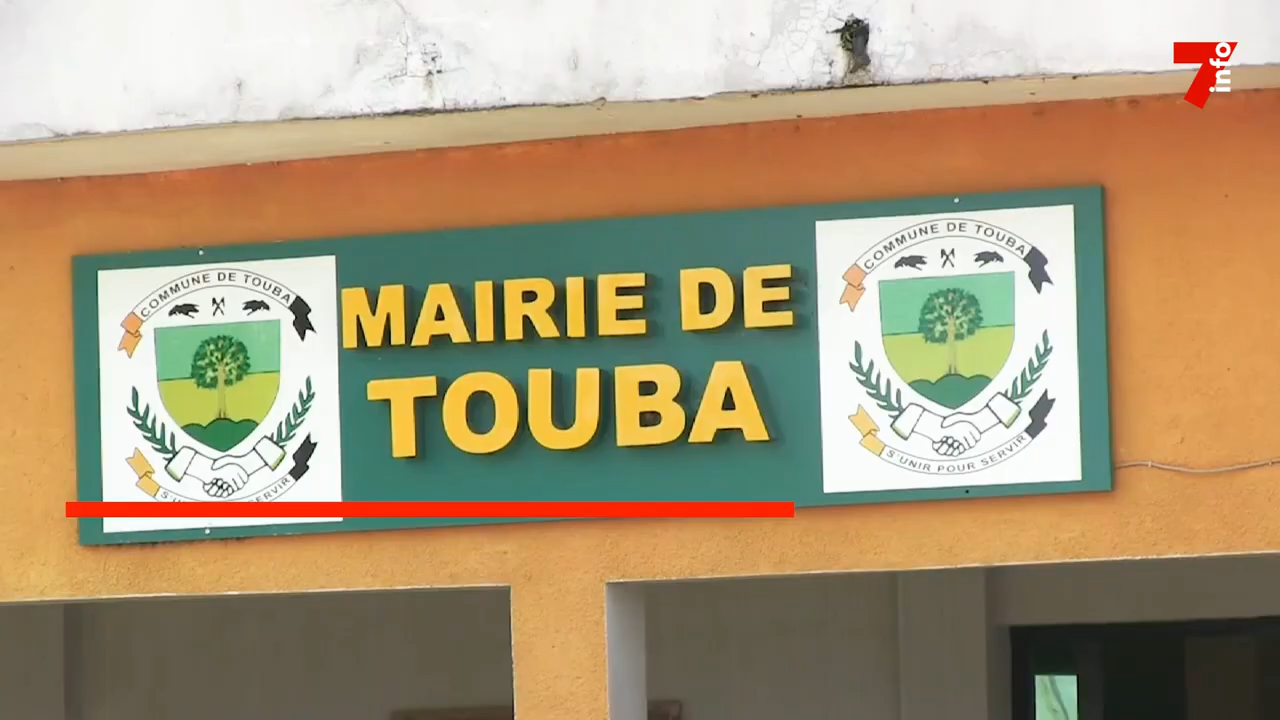 7info
COMMUNE DE TOUBA
MAIRIE DE
TOUBA
COMMUNE DE TOUBA
S'UNIR POUR SERVIR